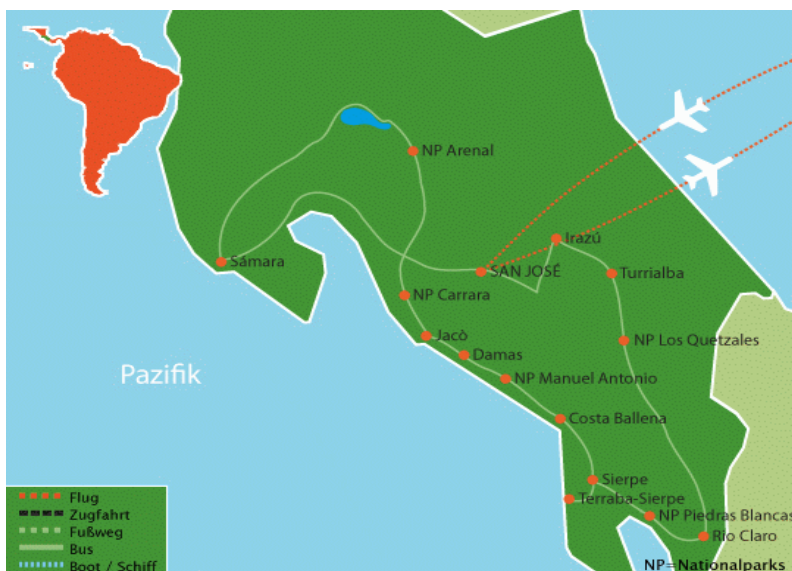 NP Arenal
Irazú
Sámara
SAN JOSÉ
Turrialba
NP Carrara
Jacò
NP Los Quetzales
Damas
Pazifik
NP Manuel Antonio
Costa Ballena
Sierpe
Terraba-Sierpe
NP Piedras Blancas
Río Claro
Flug
Zugfahrt
Fußweg
Bus
Boot / Schiff
NP=Nationalparks